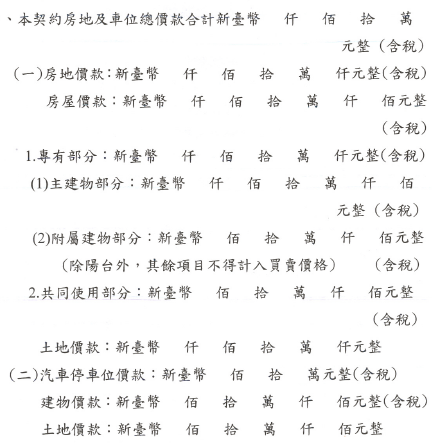 、本契約房地及車位總價款合計新臺幣 仟 佰 拾 萬
元整（含稅）
(一)房地價款：新臺幣 仟 佰 拾 萬 仟元整(含稅)
房屋價款：新臺幣 仟 佰 拾 萬 仟 佰元整
(含稅)
1.專有部分：新臺幣 仟 佰 拾 萬 仟元整(含稅)
(1)主建物部分：新臺幣 仟 佰 拾 萬 仟 佰
元整（含稅）
(2)附屬建物部分：新臺幣 佰 拾 萬 仟 佰元整
（除陽台外，其餘項目不得計入買賣價格） （含稅）
2.共同使用部分：新臺幣 佰 拾 萬 仟 佰元整
(含稅)
土地價款：新臺幣 仟 佰 拾 萬 仟元整
(二)汽車停車位價款：新臺幣 佰 拾 萬元整(含稅)
建物價款：新臺幣 佰 拾 萬 仟 佰元整(含稅)
土地價款：新臺幣 佰 拾 萬 仟 佰元整